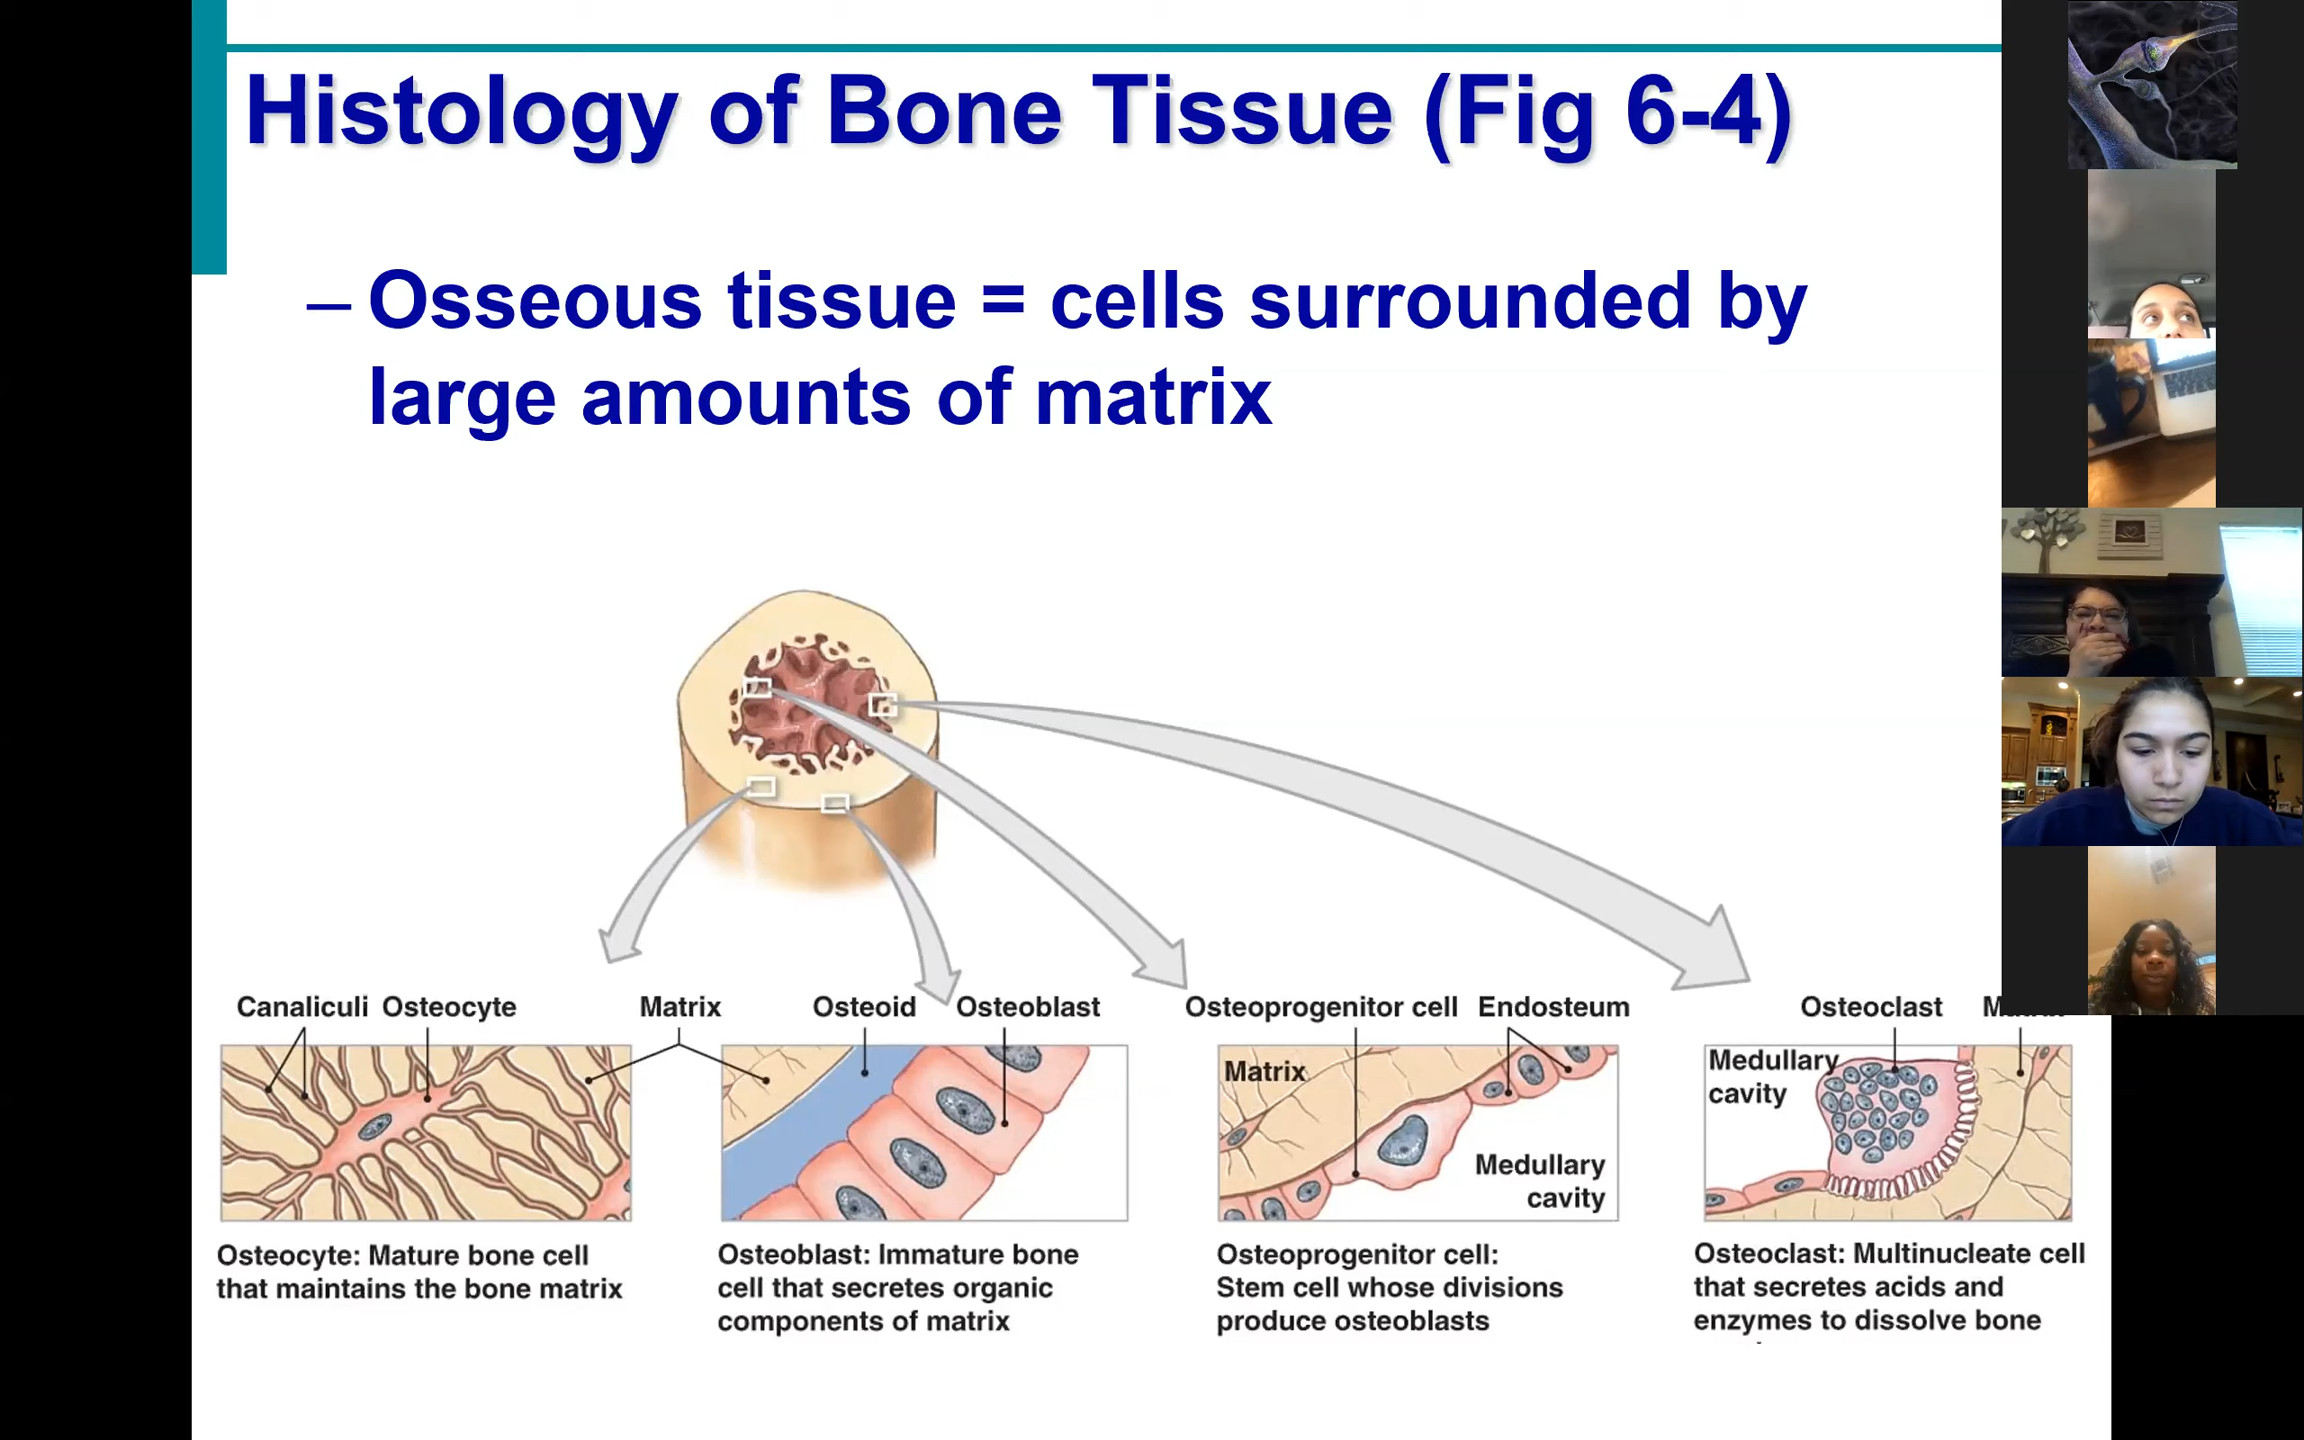 Histology of Bone Tissue (Fig 6-4)
– Osseous tissue = cells surrounded by
large amounts of matrix
Canaliculi Osteocyte Matrix Osteoid Osteoblast Osteoprogenitor cell Endosteum Osteoclast
Matrix
Medullary
cavity
Medullary
cavity
Osteocyte: Mature bone cell
that maintains the bone matrix
Osteoblast: Immature bone
cell that secretes organic
components of matrix
Osteoprogenitor cell:
Stem cell whose divisions
produce osteoblasts
Osteoclast: Multinucleate cell
that secretes acids and
enzymes to dissolve bone